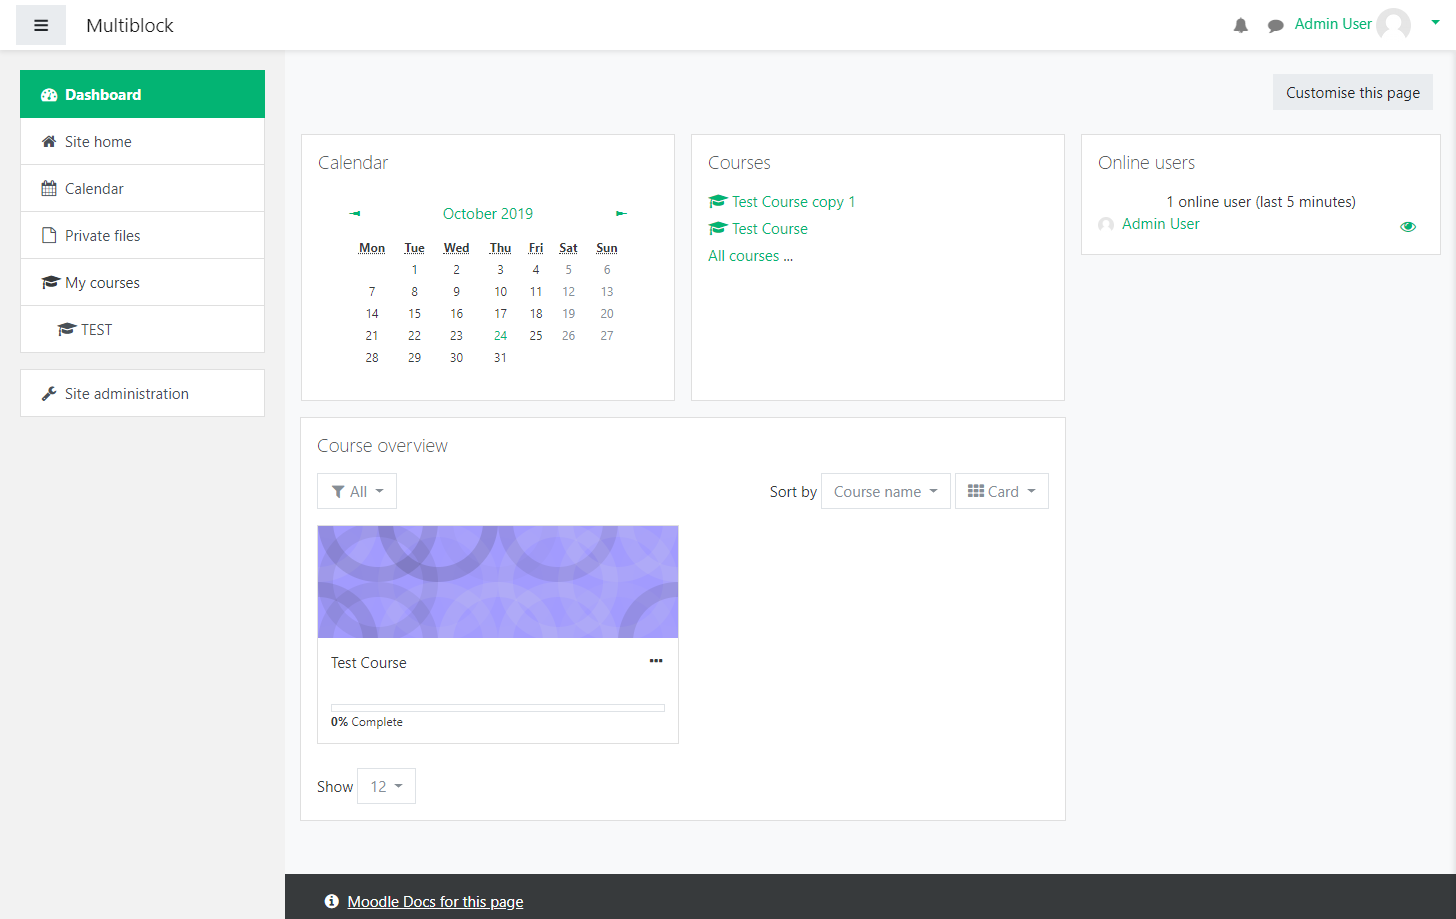 Multiblock
Admin User
Dashboard
Site home
Calendar
Private files
My courses
TEST
Site administration
Customise this page
Calendar
October 2019
Mon Tue Wed Thu Fri Sat Sun
1 2 3 4 5 6
7 8 9 10 11 12 13
14 15 16 17 18 19 20
21 22 23 24 25 26 27
28 29 30 31
Courses
Test Course copy 1
Test Course
All courses ...
Online users
1 online user (last 5 minutes)
Admin User
Course overview
All
Sort by Course name Card
Test Course
0% Complete
Show 12
Moodle Docs for this page